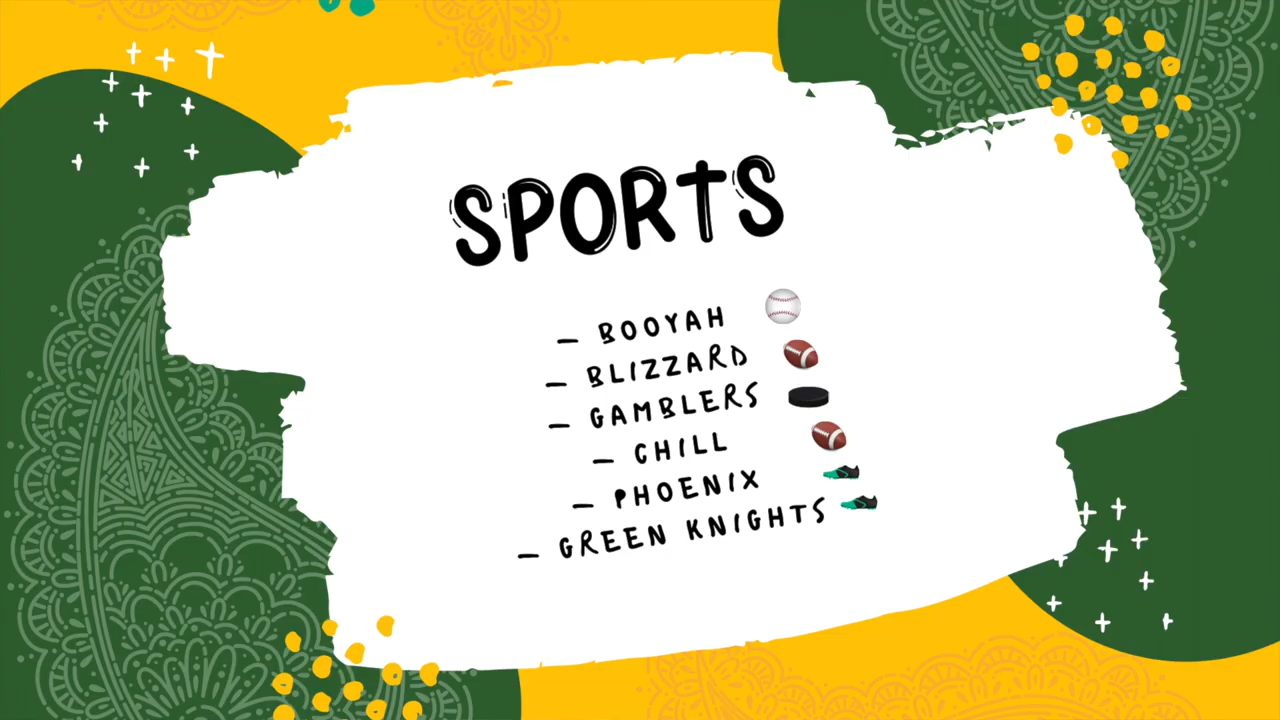 SPORTS
– BOOYAH
– BLIZZARD
– GAMBLERS
– CHILL
– PHOENIX
– GREEN KNIGHTS